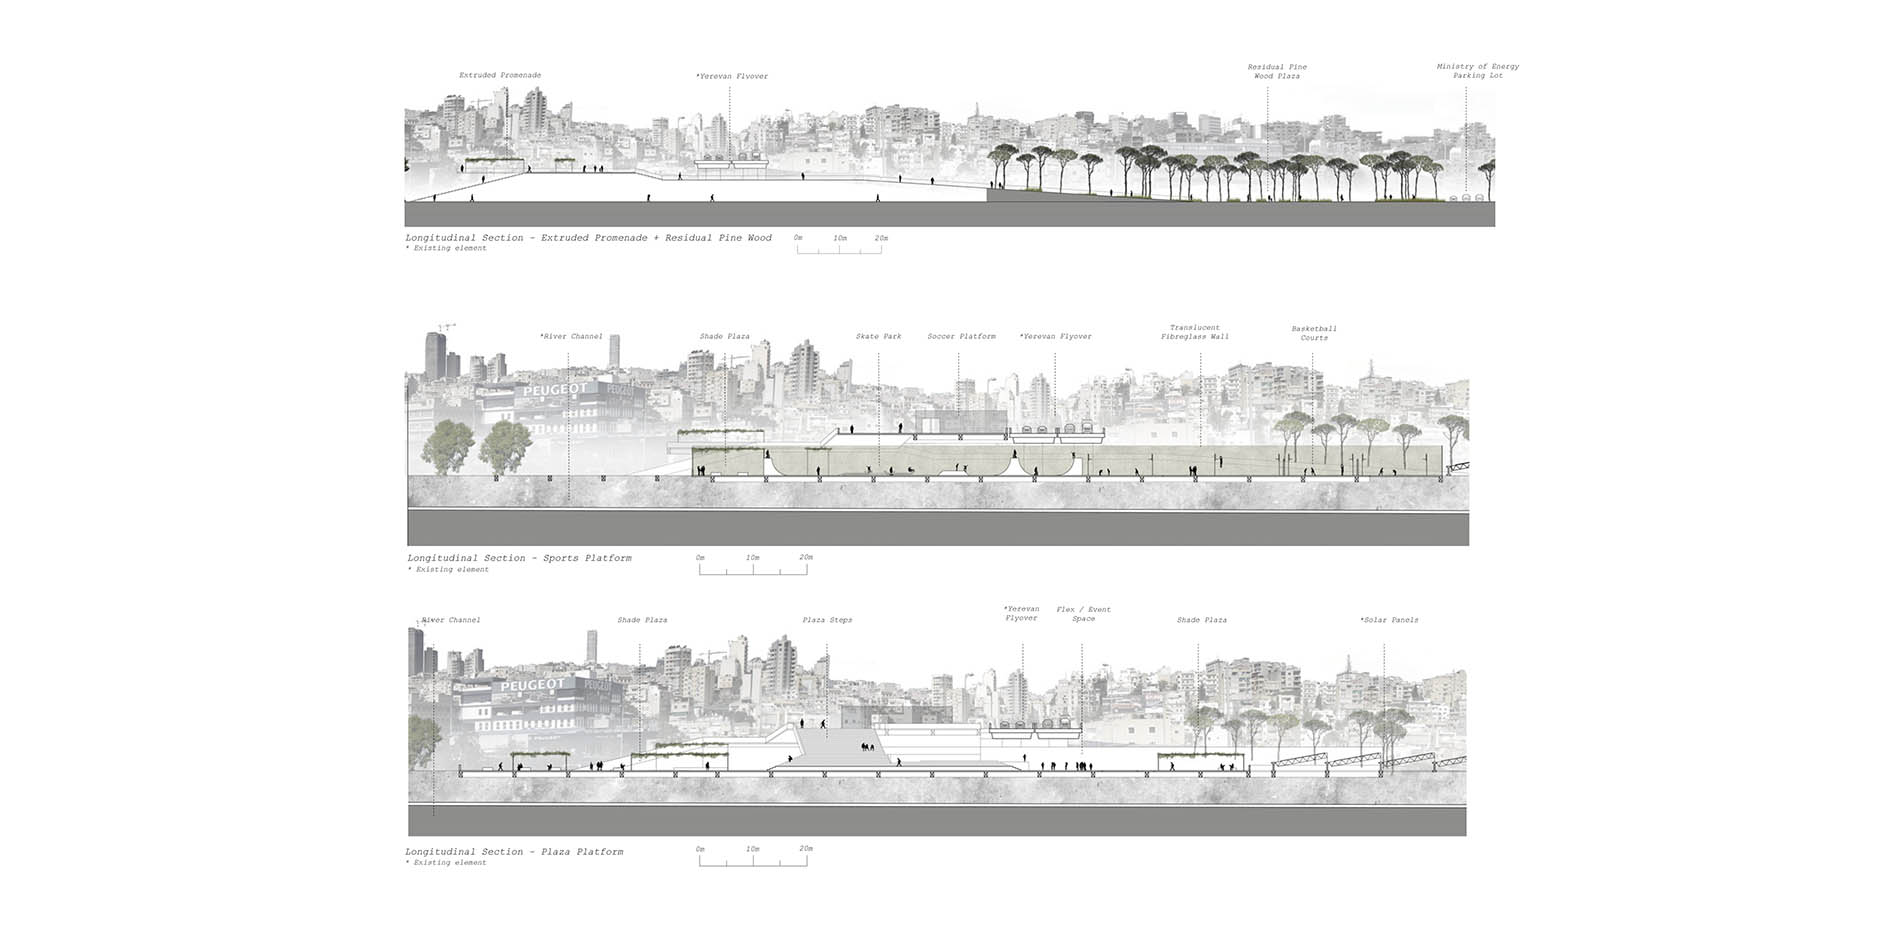 Extruded Promenade
*Yerevan Flyover
Residual Pine
Wood Plaza
Ministry of Energy
Parking Lot
Longitudinal Section - Extruded Promenade + Residual Pine Wood
* Existing element
0m 10m 20m
*River Channel
Shade Plaza
Skate Park
Soccer Platform
*Yerevan Flyover
Translucent
Fibreglass Wall
Basketball
Courts
PEUGEOT PEUGEOT
Longitudinal Section - Sports Platform
* Existing element
0m 10m 20m
River Channel
Shade Plaza
Plaza Steps
*Yerevan
Flyover
Flex / Event
Space
Shade Plaza
*Solar Panels
PEUGEOT PEUGEOT
Longitudinal Section - Plaza Platform
* Existing element
0m 10m 20m